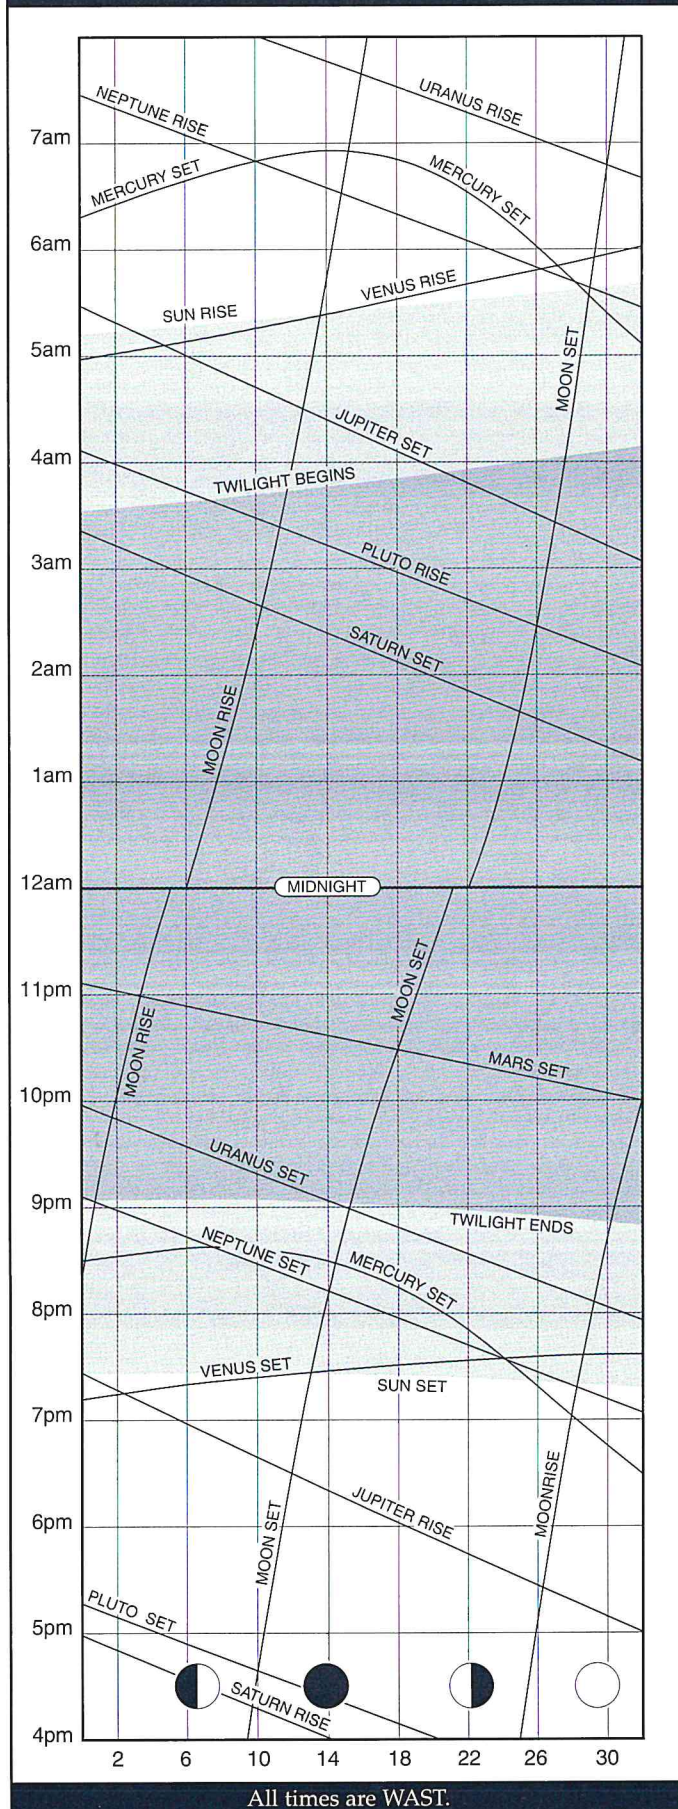 URANUS RISE
NEPTUNE RISE
7am
MERCURY SET
MERCURY SET
6am
VENUS RISE
SUN RISE
5am
MOON SET
JUPITER SET
4am
TWILIGHT BEGINS
3am
PLUTO RISE
SATURN SET
2am
MOON RISE
1am
12am
MIDNIGHT
MOON SET
11pm
MOON RISE
MARS SET
10pm
URANUS SET
9pm
TWILIGHT ENDS
NEPTUNE SET
MERCURY SET
8pm
VENUS SET
SUN SET
7pm
JUPITER RISE
MOONRISE
6pm
MOON SET
PLUTO SET
5pm
SATURN RISE
4pm
2 6 10 14 18 22 26 30
All times are WAST.